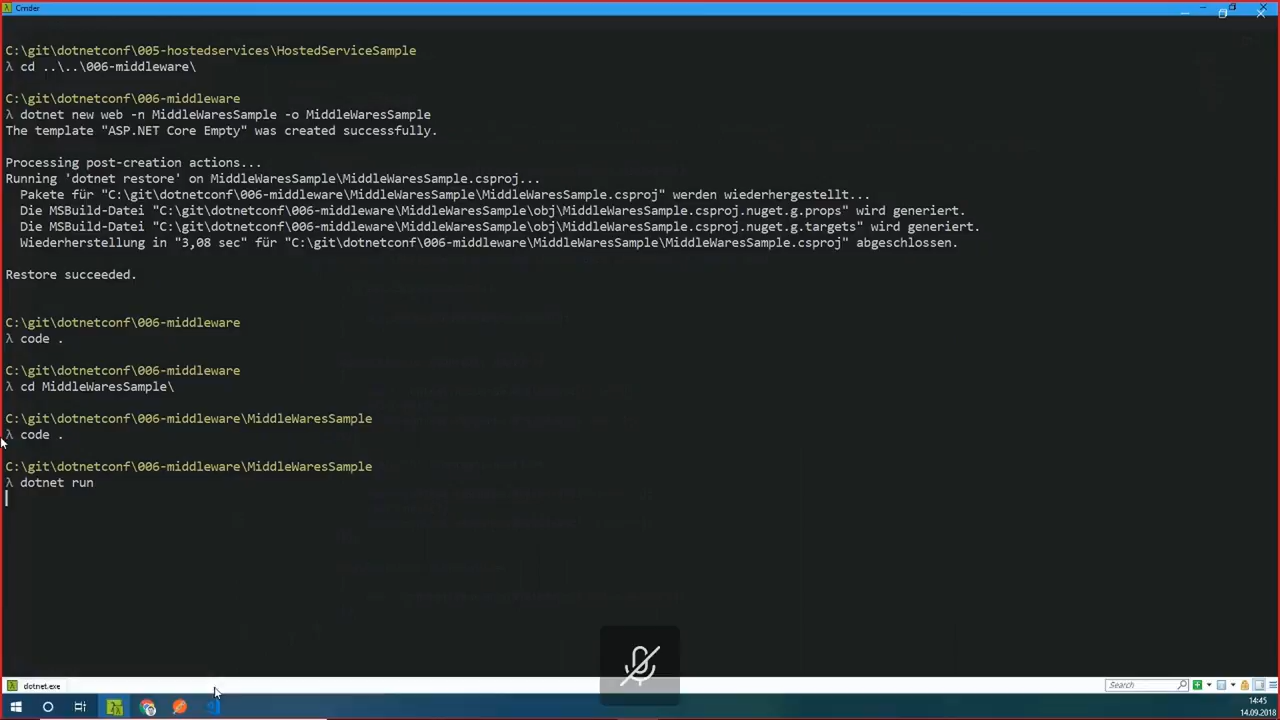 Cmder
C:\git\dotnetconf\005-hostedservices\HostedServiceSample
λ cd ..\..\006-middleware\
C:\git\dotnetconf\006-middleware
λ dotnet new web -n MiddleWaresSample -o MiddleWaresSample
The template "ASP.NET Core Empty" was created successfully.
Processing post-creation actions...
Running 'dotnet restore' on MiddleWaresSample\MiddleWaresSample.csproj...
Pakete für "C:\git\dotnetconf\006-middleware\MiddleWaresSample\MiddleWaresSample.csproj" werden wiederhergestellt...
Die MSBuild-Datei "C:\git\dotnetconf\006-middleware\MiddleWaresSample\obj\MiddleWaresSample.csproj.nuget.g.props" wird generiert.
Die MSBuild-Datei "C:\git\dotnetconf\006-middleware\MiddleWaresSample\obj\MiddleWaresSample.csproj.nuget.g.targets" wird generiert.
Wiederherstellung in "3,08 sec" für "C:\git\dotnetconf\006-middleware\MiddleWaresSample\MiddleWaresSample.csproj" abgeschlossen.
Restore succeeded.
C:\git\dotnetconf\006-middleware
λ code .
C:\git\dotnetconf\006-middleware
λ cd MiddleWaresSample\
C:\git\dotnetconf\006-middleware\MiddleWaresSample
λ code .
C:\git\dotnetconf\006-middleware\MiddleWaresSample
λ dotnet run
dotnet.exe
Search
14:45
14.09.2018